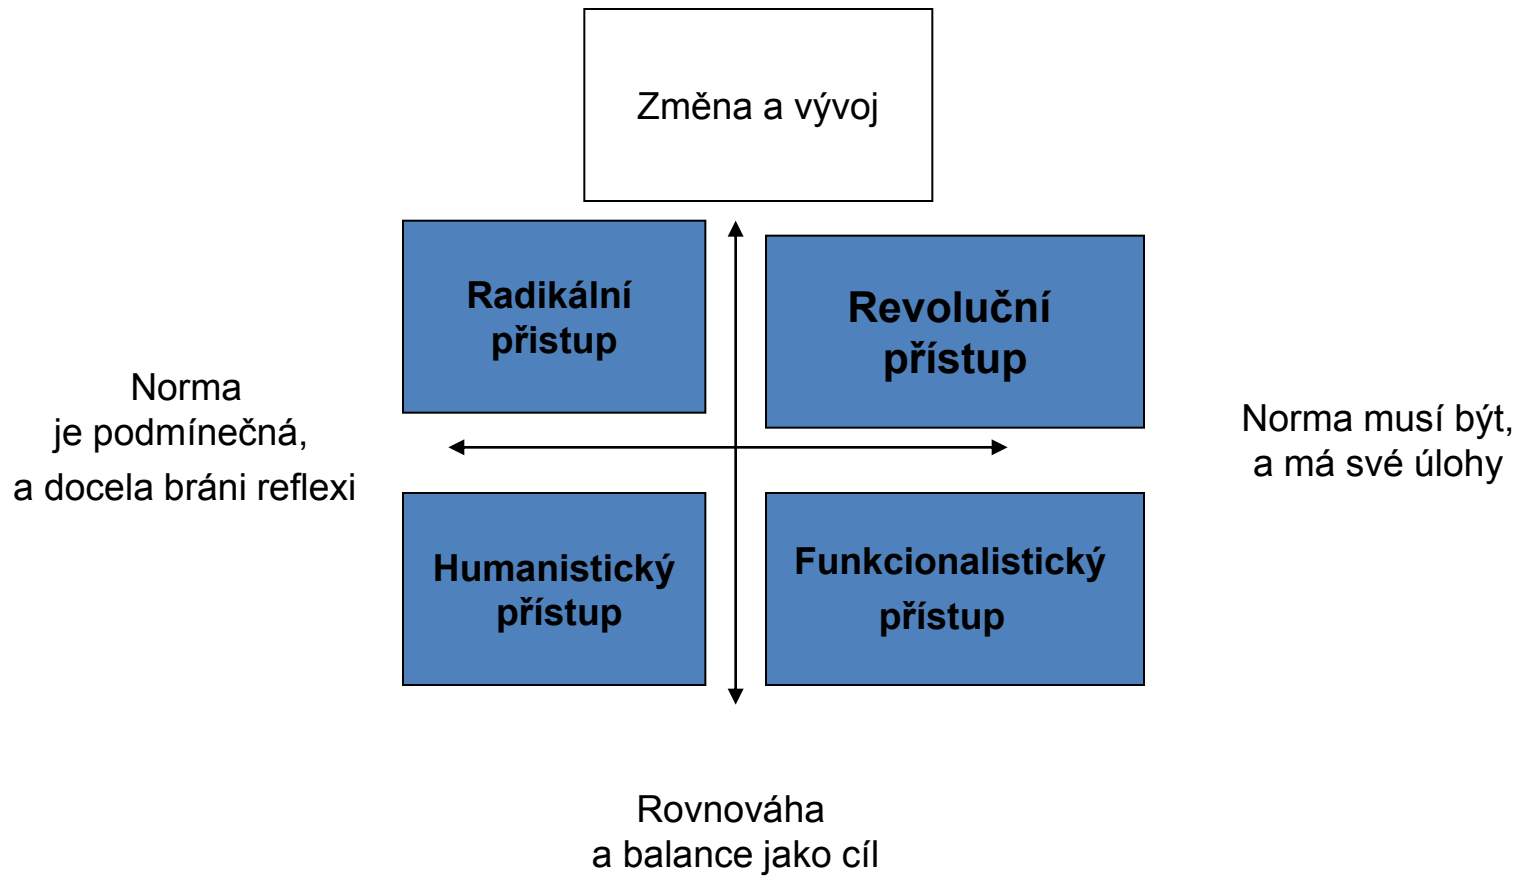 Změna a vývoj
Radikální
přistup
Revoluční
přístup
Norma
je podmínečná,
a docela bráni reflexi
Norma musí být,
a má své úlohy
Humanistický
přístup
Funkcionalistický
přístup
Rovnováha
a balance jako cíl